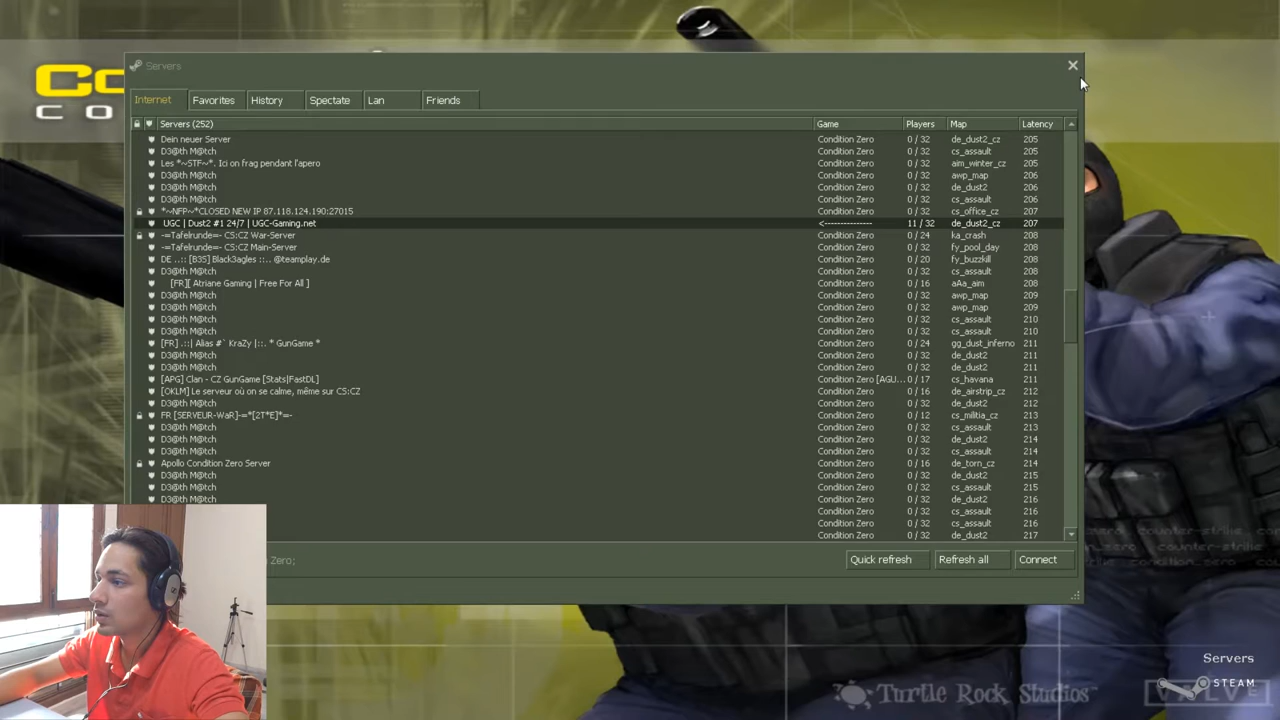 Co
C O
Servers
Internet Favorites History Spectate Lan Friends
Servers (252) Game Players Map Latency
Dein neuer Server Condition Zero 0 / 32 de_dust2_cz 205
D3@th M@tch Condition Zero 0 / 32 cs_assault 205
Les *~STF~*. Ici on frag pendant l'apero Condition Zero 0 / 32 aim_winter_cz 205
D3@th M@tch Condition Zero 0 / 32 awp_map 206
D3@th M@tch Condition Zero 0 / 32 de_dust2 206
D3@th M@tch Condition Zero 0 / 32 cs_assault 206
*~NFP~*CLOSED NEW IP 87.118.124.190:27015 Condition Zero 0 / 32 cs_office_cz 207
UGC | Dust2 #1 24/7 | UGC-Gaming.net <-------------- 11 / 32 de_dust2_cz 207
-=Tafelrunde=- CS:CZ War-Server Condition Zero 0 / 24 ka_crash 208
-=Tafelrunde=- CS:CZ Main-Server Condition Zero 0 / 32 fy_pool_day 208
DE ..:: [B3S] Black3agles ::.. @teamplay.de Condition Zero 0 / 20 fy_buzzkill 208
D3@th M@tch Condition Zero 0 / 32 cs_assault 208
[FR][ Atriane Gaming | Free For All ] Condition Zero 0 / 16 aAa_aim 208
D3@th M@tch Condition Zero 0 / 32 awp_map 209
D3@th M@tch Condition Zero 0 / 32 awp_map 209
D3@th M@tch Condition Zero 0 / 32 cs_assault 210
D3@th M@tch Condition Zero 0 / 32 cs_assault 210
[FR] .::| Alias #` KraZy |::. * GunGame * Condition Zero 0 / 24 gg_dust_inferno 211
D3@th M@tch Condition Zero 0 / 32 de_dust2 211
D3@th M@tch Condition Zero 0 / 32 de_dust2 211
[APG] Clan - CZ GunGame [Stats|FastDL] Condition Zero [AGU... 0 / 17 cs_havana 211
[OKLM] Le serveur où on se calme, même sur CS:CZ Condition Zero 0 / 16 de_airstrip_cz 212
D3@th M@tch Condition Zero 0 / 32 de_dust2 212
FR [SERVEUR-WaR]-=*[2T*E]*=- Condition Zero 0 / 12 cs_militia_cz 213
D3@th M@tch Condition Zero 0 / 32 cs_assault 213
D3@th M@tch Condition Zero 0 / 32 de_dust2 214
D3@th M@tch Condition Zero 0 / 32 cs_assault 214
Apollo Condition Zero Server Condition Zero 0 / 16 de_torn_cz 214
D3@th M@tch Condition Zero 0 / 32 de_dust2 215
D3@th M@tch Condition Zero 0 / 32 cs_assault 215
D3@th M@tch Condition Zero 0 / 32 de_dust2 216
Condition Zero 0 / 32 cs_assault 216
Condition Zero 0 / 32 cs_assault 216
Condition Zero 0 / 32 de_dust2 217
Zero; Quick refresh Refresh all Connect
counter-strike
condition_zero
Servers
STEAM
Turtle Rock Studios
VALVE